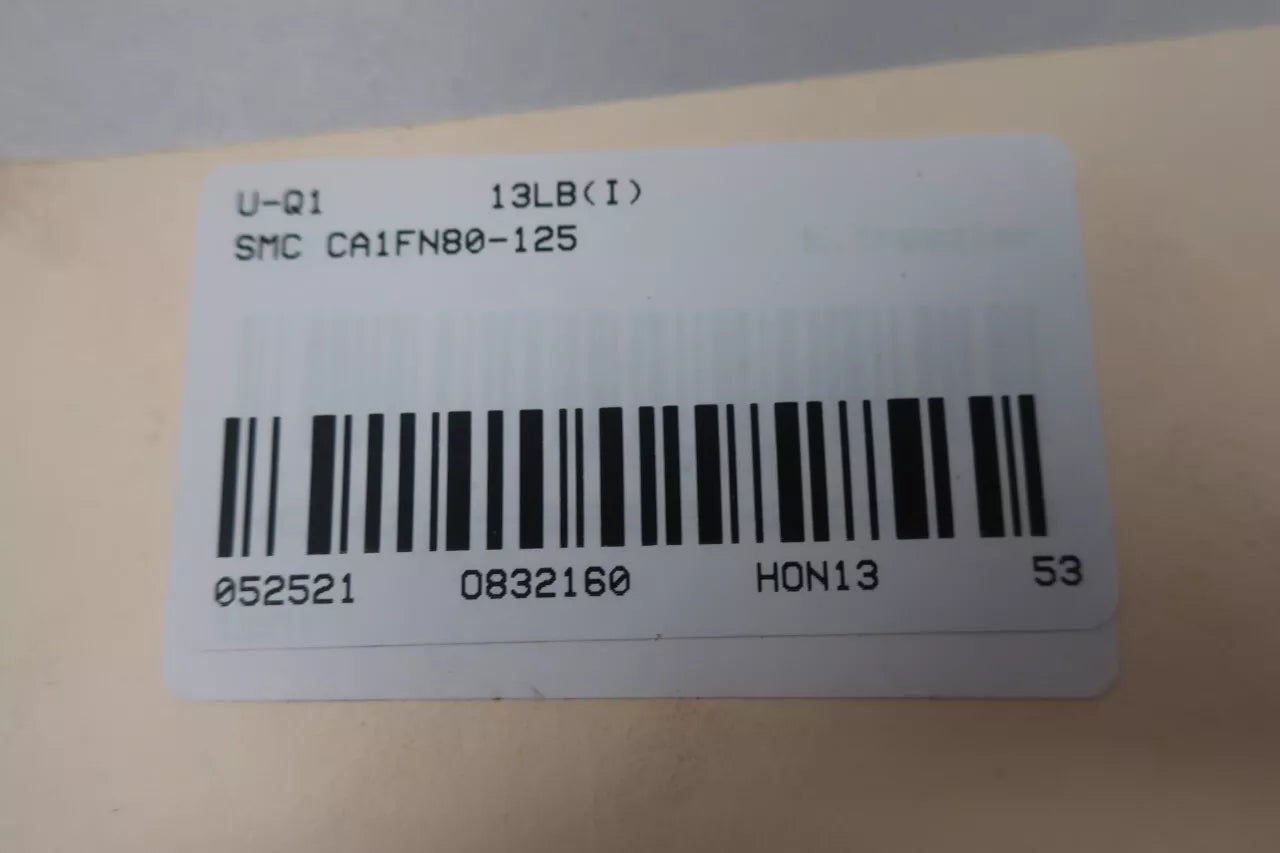 U-Q1 13LB(I)
SMC CA1FN80-125
052521 0832160 HON13 53